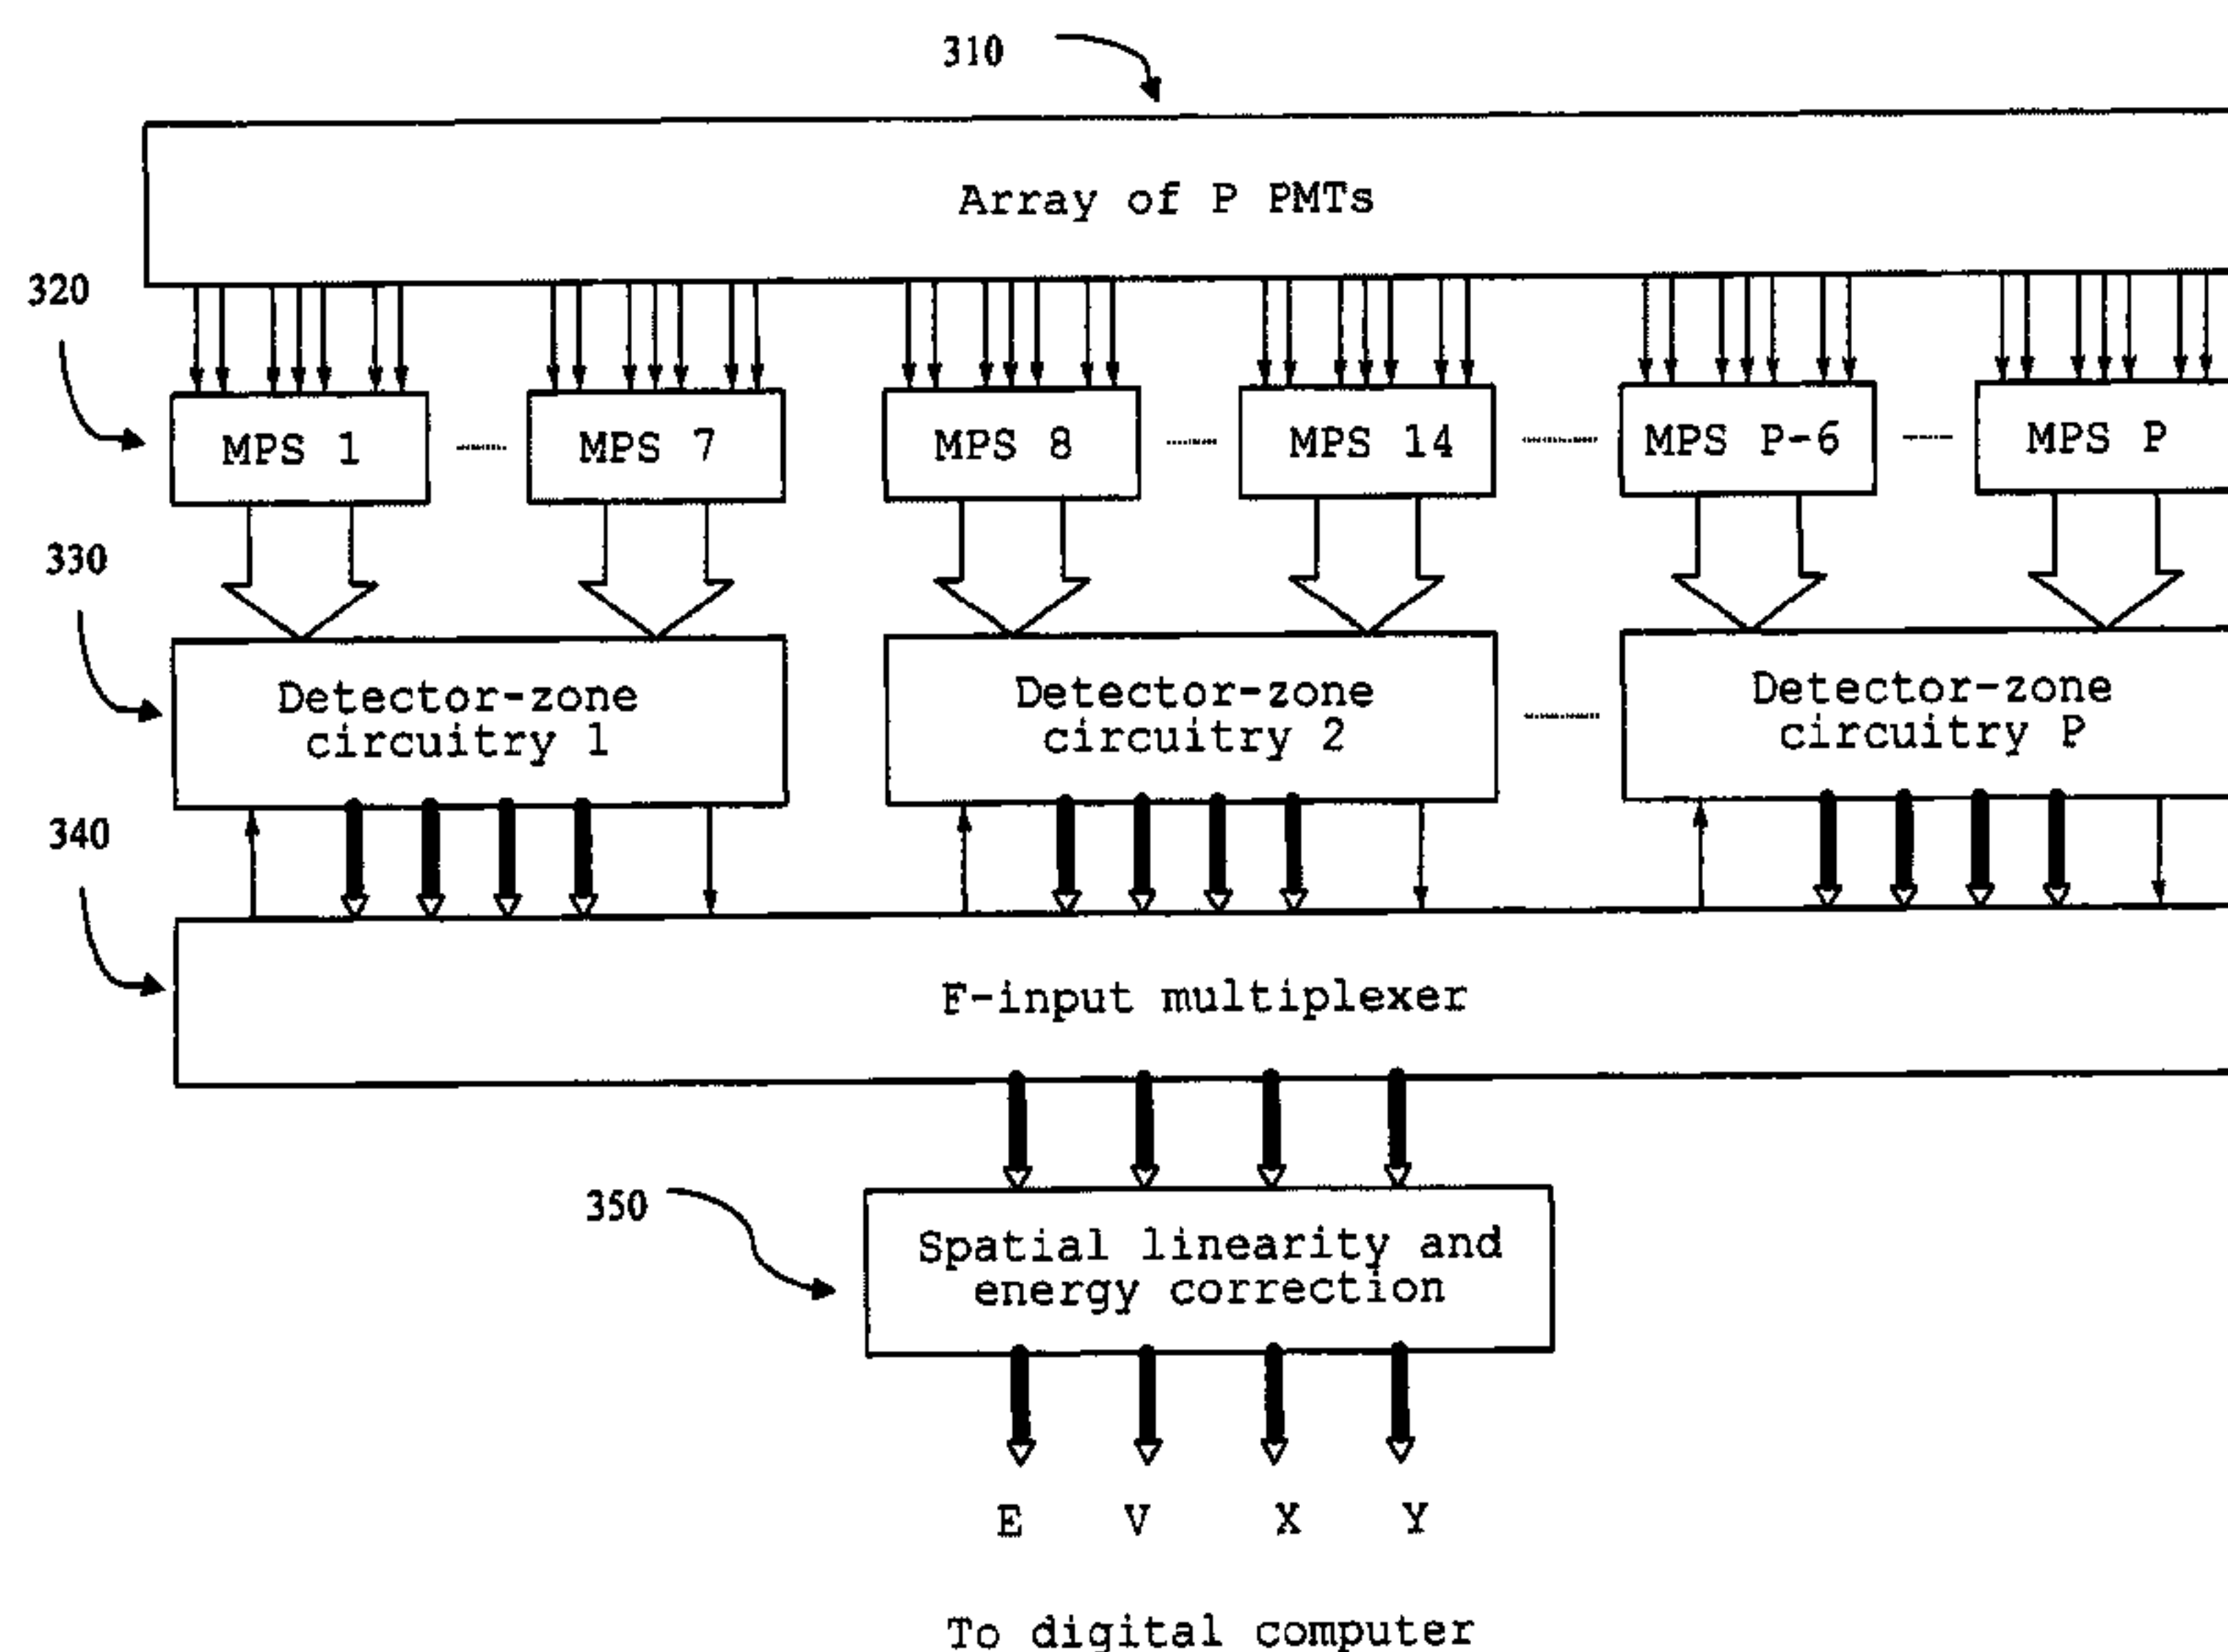 310
Array of P PMTs
320
MPS 1
MPS 7
MPS 8
MPS 14
MPS P-6
MPS P
330
Detector-zone
circuitry 1
Detector-zone
circuitry 2
Detector-zone
circuitry P
340
F-input multiplexer
350
Spatial linearity and
energy correction
E V X Y
To digital computer